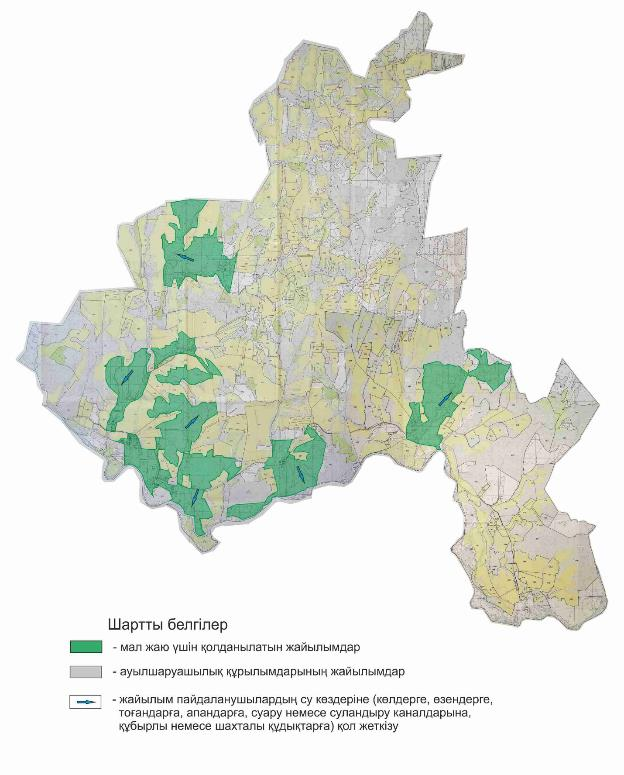 Шартты белгілер
- мал жаю үшін қолданылатын жайылымдар
- ауылшаруашылық құрылымдарының жайылымдар
- жайылым пайдаланушылардың су көздеріне (көлдерге, өзендерге,
тоғандарға, апандарға, суару немесе суландыру каналдарына,
құбырлы немесе шахталы құдықтарға) қол жеткізу